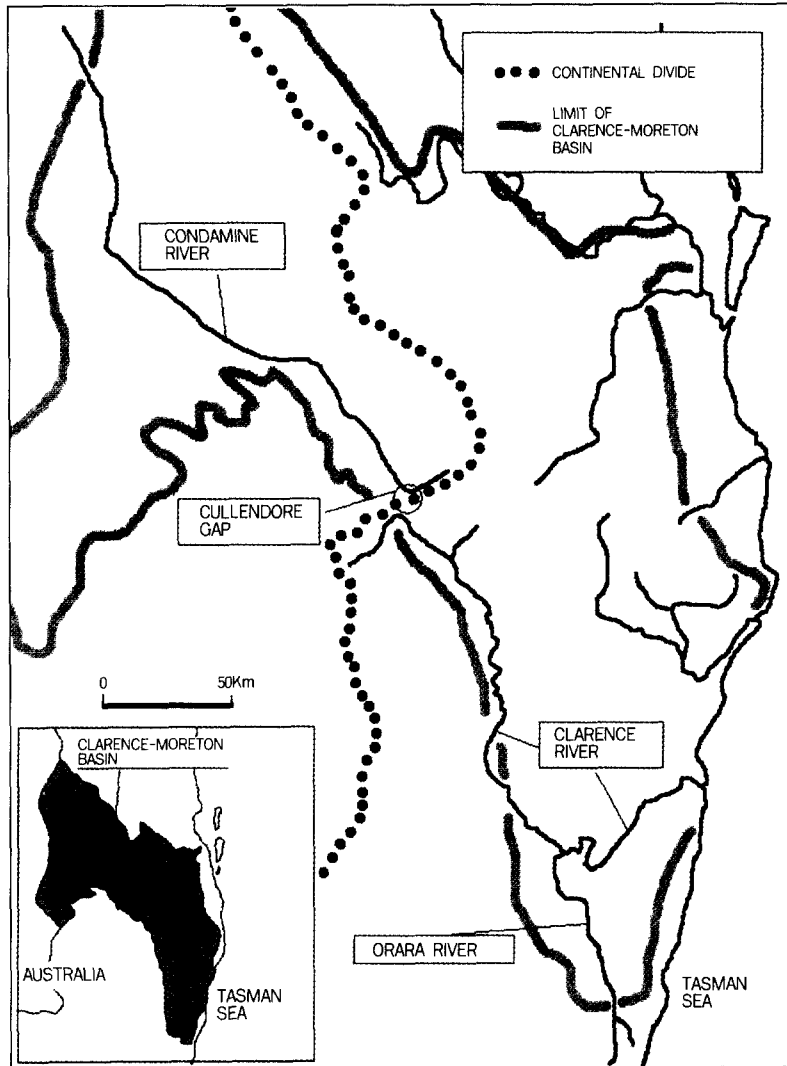 CONTINENTAL DIVIDE
LIMIT OF
CLARENCE-MORETON
BASIN
CONDAMINE
RIVER
CULLENDORE
GAP
0 50Km
CLARENCE
RIVER
CLARENCE-MORETON
BASIN
ORARA RIVER
AUSTRALIA
TASMAN
SEA
TASMAN
SEA